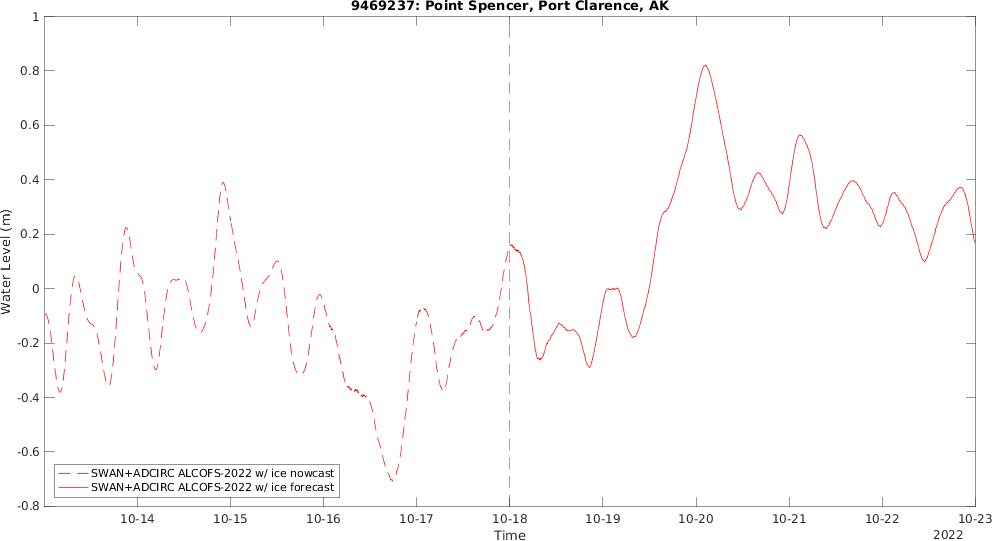 9469237: Point Spencer, Port Clarence, AK
1
0.8
0.6
0.4
0.2
0
-0.2
-0.4
-0.6
-0.8
Water Level (m)
SWAN+ADCIRC ALCOFS-2022 w/ ice nowcast
SWAN+ADCIRC ALCOFS-2022 w/ ice forecast
10-14 10-15 10-16 10-17 10-18 10-19 10-20 10-21 10-22 10-23
Time
2022